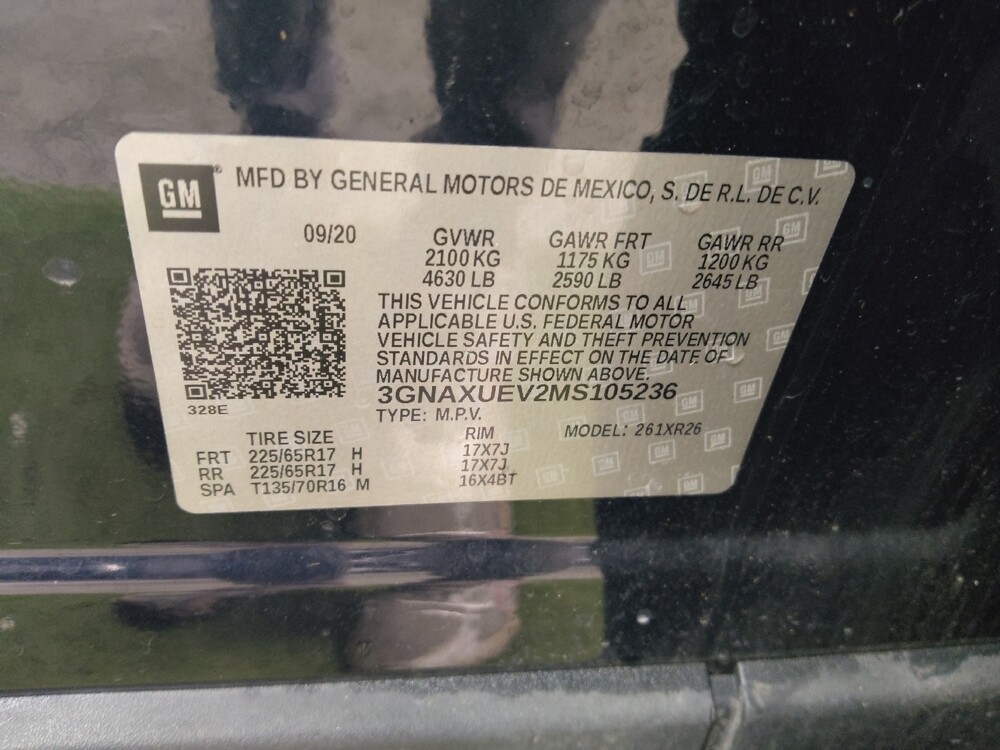 GM
MFD BY GENERAL MOTORS DE MEXICO, S. DE R.L. DE C.V.
09/20 GVWR GAWR FRT GAWR RR
2100 KG 1175 KG 1200 KG
4630 LB 2590 LB 2645 LB
THIS VEHICLE CONFORMS TO ALL
APPLICABLE U.S. FEDERAL MOTOR
VEHICLE SAFETY AND THEFT PREVENTION
STANDARDS IN EFFECT ON THE DATE OF
MANUFACTURE SHOWN ABOVE.
3GNAXUEV2MS105236
328E
TYPE: M.P.V. MODEL: 261XR26
TIRE SIZE RIM
FRT 225/65R17 H 17X7J
RR 225/65R17 H 17X7J
SPA T135/70R16 M 16X4BT